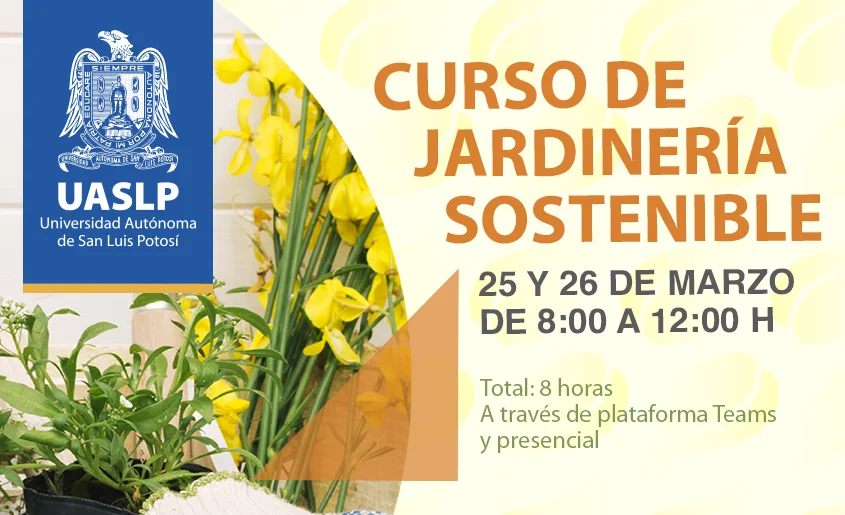 SIEMPRE AUTÓNOMA POR MI PATRIA EDUCARÉ
UNIVERSIDAD AUTÓNOMA DE SAN LUIS POTOSÍ
UASLP
Universidad Autónoma
de San Luis Potosí
CURSO DE
JARDINERÍA
SOSTENIBLE
25 Y 26 DE MARZO
DE 8:00 A 12:00 H
Total: 8 horas
A través de plataforma Teams
y presencial